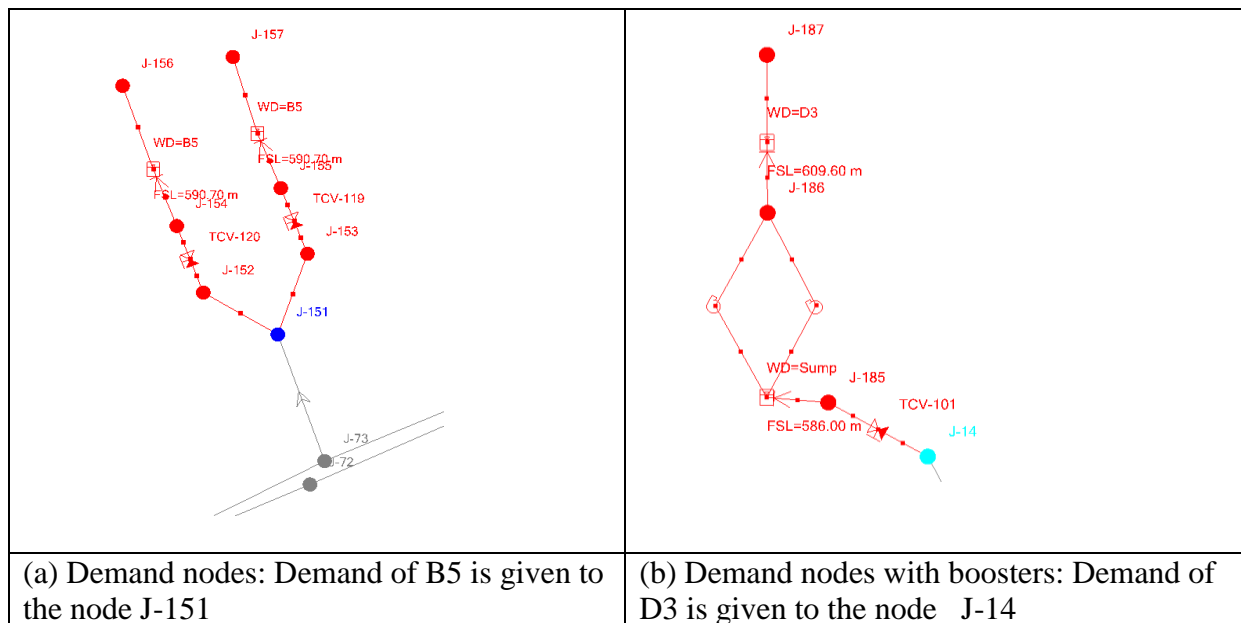 J-157
J-156
WD=B5
WD=B5
FSL=590.70 m
J-155
FSL=590.70 m
TCV-119
J-154
J-153
TCV-120
J-152
J-151
J-73
J-72
(a) Demand nodes: Demand of B5 is given to
the node J-151
J-187
WD=D3
FSL=609.60 m
J-186
WD=Sump
J-185
TCV-101
FSL=586.00 m
J-14
(b) Demand nodes with boosters: Demand of
D3 is given to the node J-14